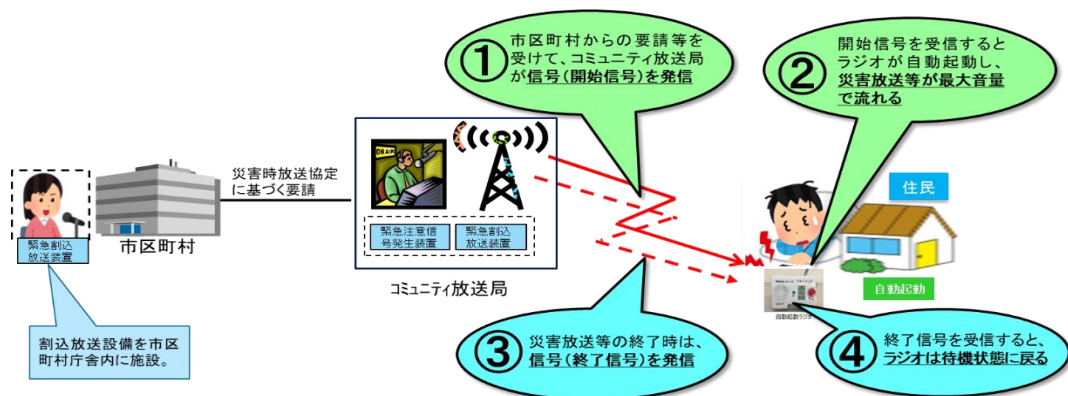 ① 市区町村からの要請等を
受けて、コミュニティ放送局
が信号(開始信号)を発信
② 開始信号を受信すると
ラジオが自動起動し、
災害放送等が最大音量
で流れる
災害時放送協定
に基づく要請
ON AIR
緊急割込
放送装置
市区町村
緊急注意信
号発生装置
緊急割込
放送装置
コミュニティ放送局
住民
自動起動
自動起動ラジオ
割込放送設備を市区
町村庁舎内に施設。
③ 災害放送等の終了時は、
信号(終了信号)を発信
④ 終了信号を受信すると、
ラジオは待機状態に戻る